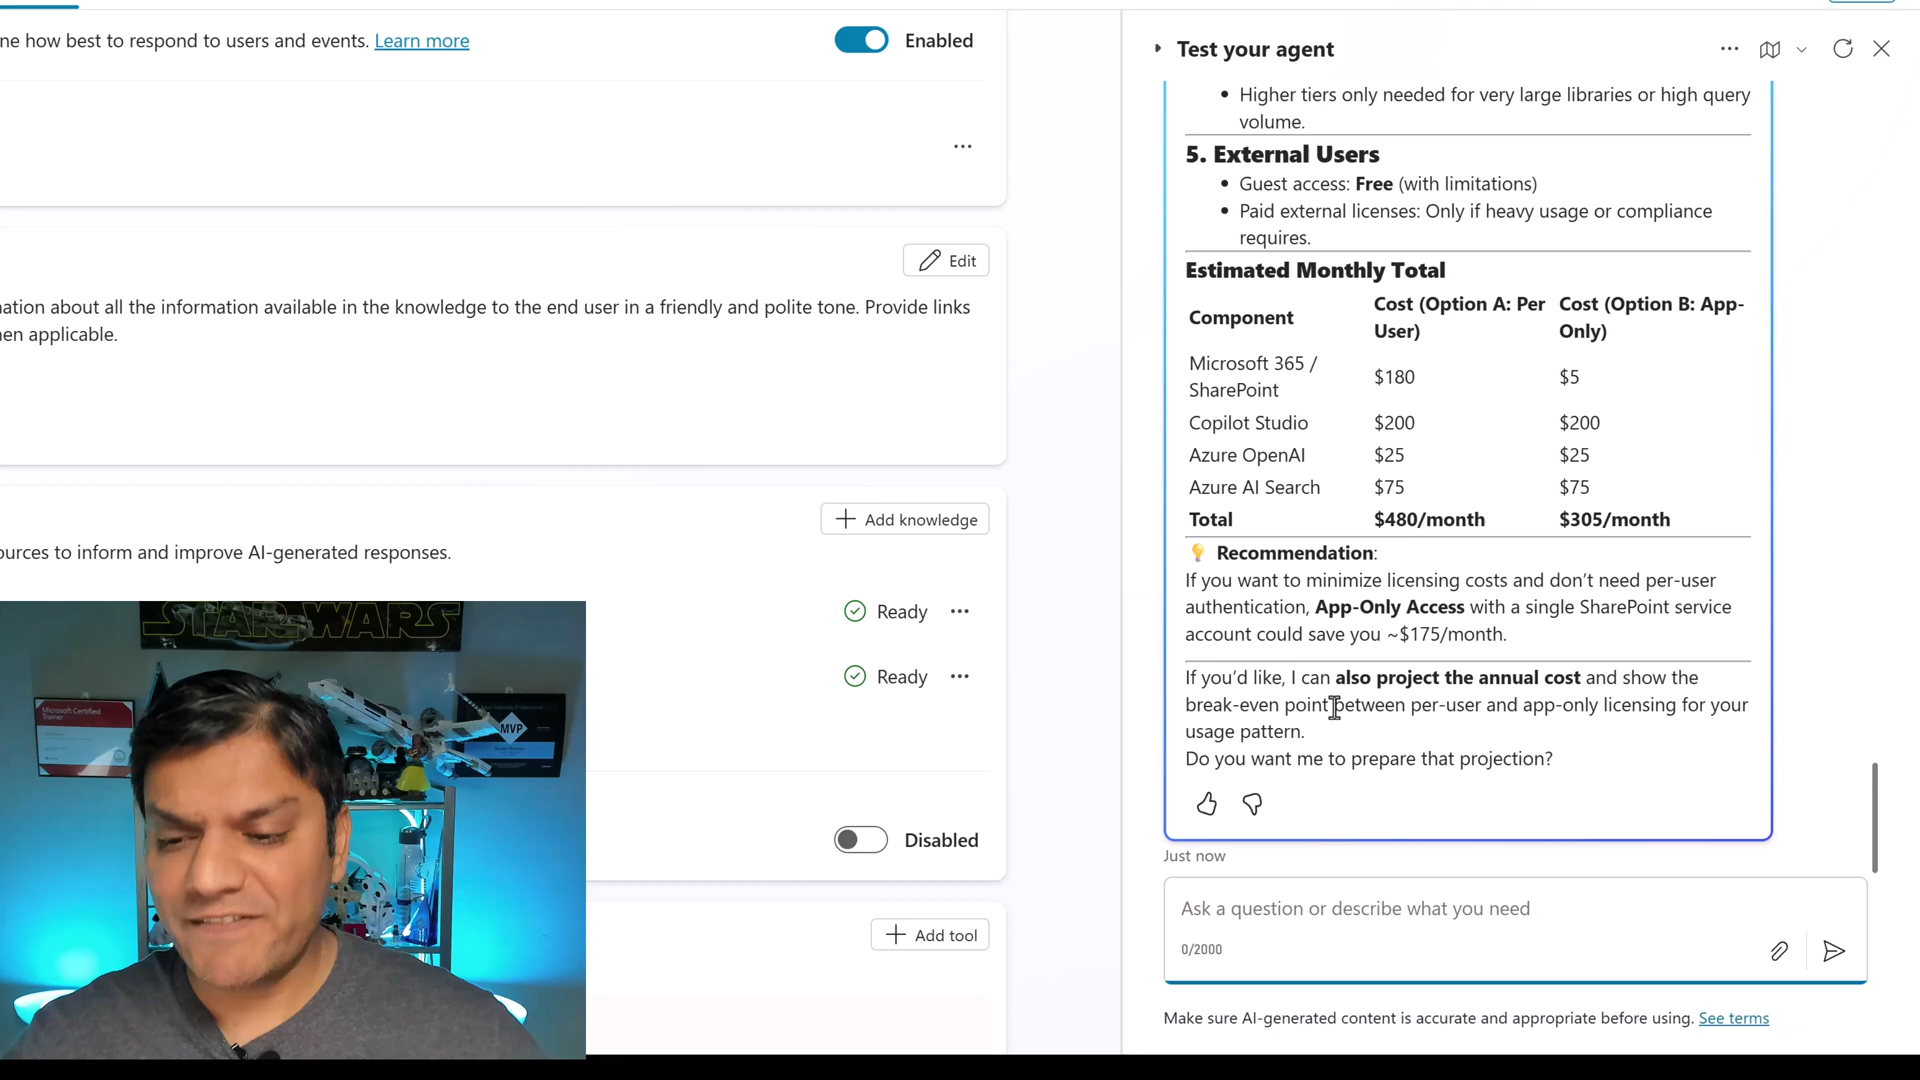 ne how best to respond to users and events. Learn more
Enabled
Edit
nation about all the information available in the knowledge to the end user in a friendly and polite tone. Provide links
en applicable.
Add knowledge
ources to inform and improve AI-generated responses.
Ready
Ready
Disabled
Add tool
STAR WARS
Microsoft Certified
Trainer
MVP
Test your agent
Higher tiers only needed for very large libraries or high query
volume.
5. External Users
Guest access: Free (with limitations)
Paid external licenses: Only if heavy usage or compliance
requires.
Estimated Monthly Total
Component Cost (Option A: Per User) Cost (Option B: App-Only)
Microsoft 365 / SharePoint $180 $5
Copilot Studio $200 $200
Azure OpenAI $25 $25
Azure AI Search $75 $75
Total $480/month $305/month
💡 Recommendation:
If you want to minimize licensing costs and don’t need per-user
authentication, App-Only Access with a single SharePoint service
account could save you ~$175/month.
If you’d like, I can also project the annual cost and show the
break-even point between per-user and app-only licensing for your
usage pattern.
Do you want me to prepare that projection?
Just now
Ask a question or describe what you need
0/2000
Make sure AI-generated content is accurate and appropriate before using. See terms